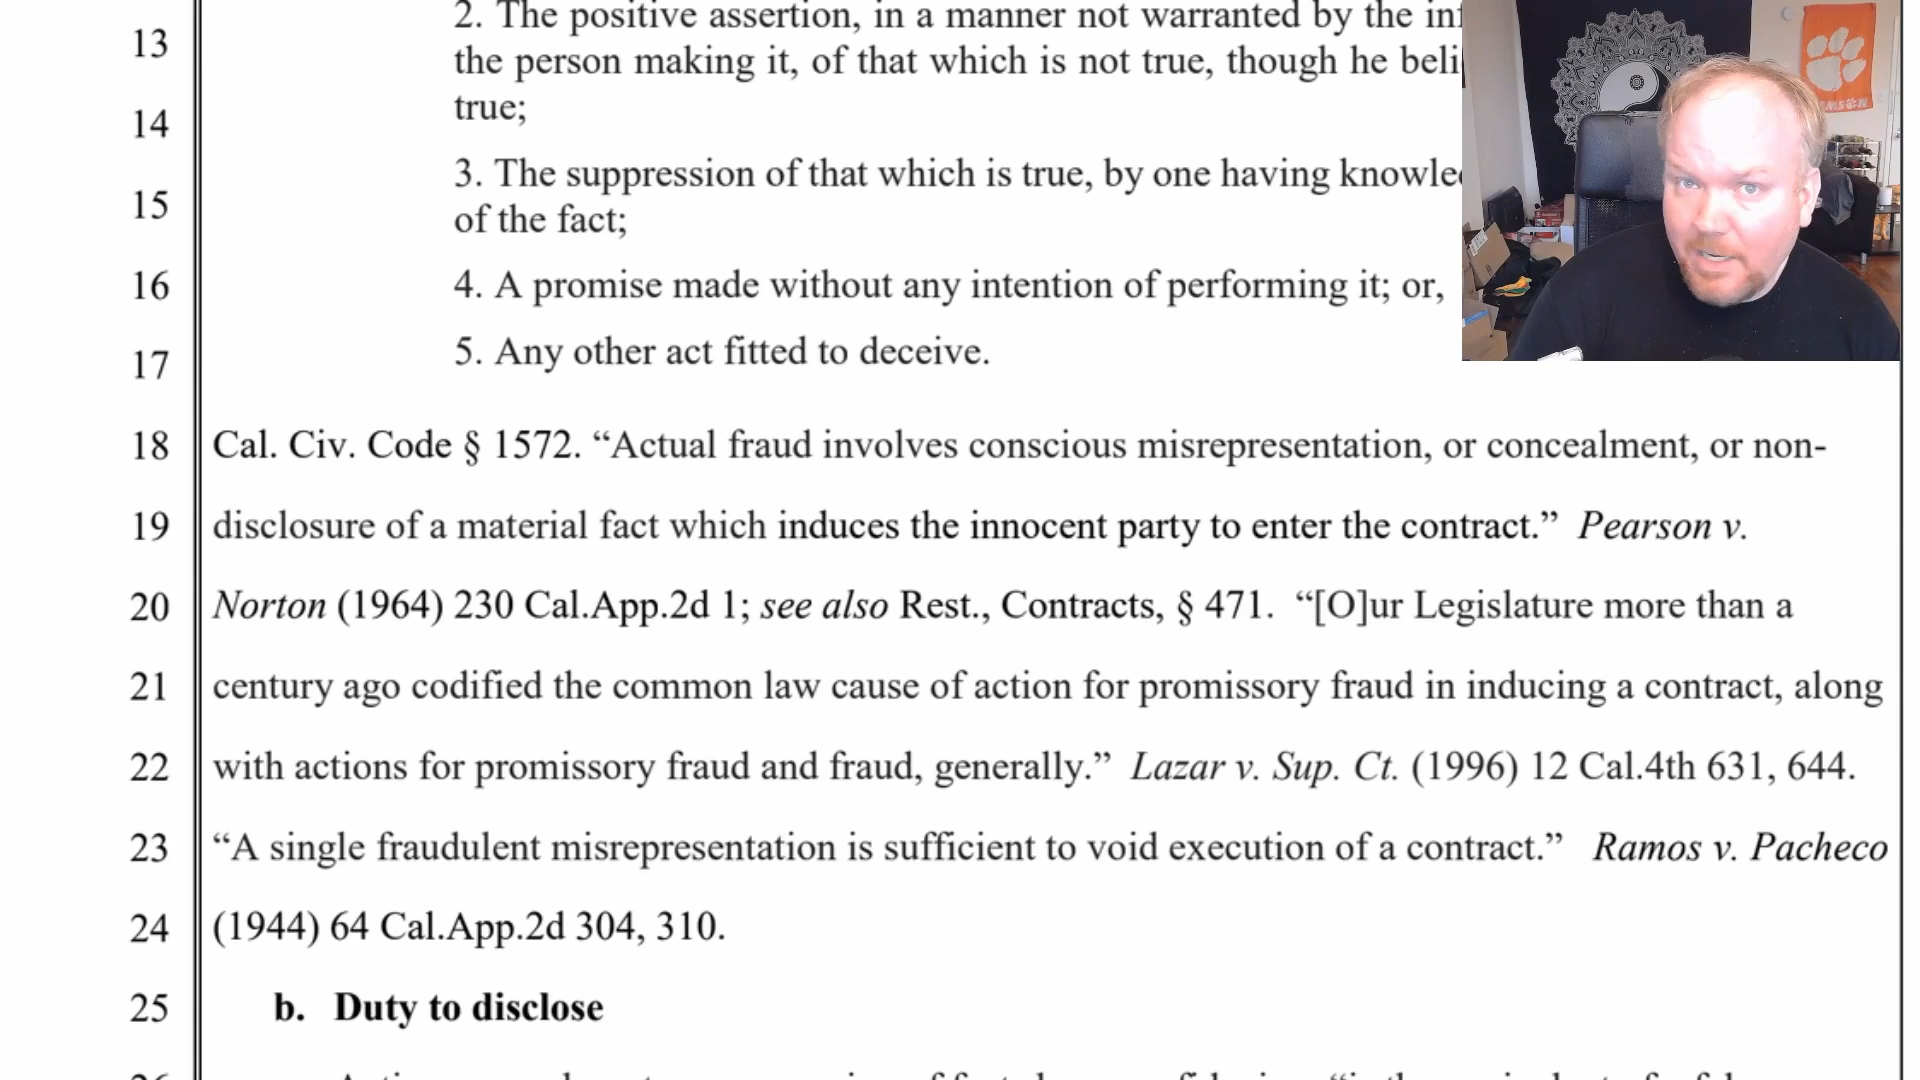 2. The positive assertion, in a manner not warranted by the
13
the person making it, of that which is not true, though he
14
true;
3. The suppression of that which is true, by one having
15
of the fact;
16
4. A promise made without any intention of performing it; or,
17
5. Any other act fitted to deceive.
18 Cal. Civ. Code § 1572. “Actual fraud involves conscious misrepresentation, or concealment, or non-
19 disclosure of a material fact which induces the innocent party to enter the contract.” Pearson v.
20 Norton (1964) 230 Cal.App.2d 1; see also Rest., Contracts, § 471. “[O]ur Legislature more than a
21 century ago codified the common law cause of action for promissory fraud in inducing a contract, along
22 with actions for promissory fraud and fraud, generally.” Lazar v. Sup. Ct. (1996) 12 Cal.4th 631, 644.
23 “A single fraudulent misrepresentation is sufficient to void execution of a contract.” Ramos v. Pacheco
24 (1944) 64 Cal.App.2d 304, 310.
25 b. Duty to disclose